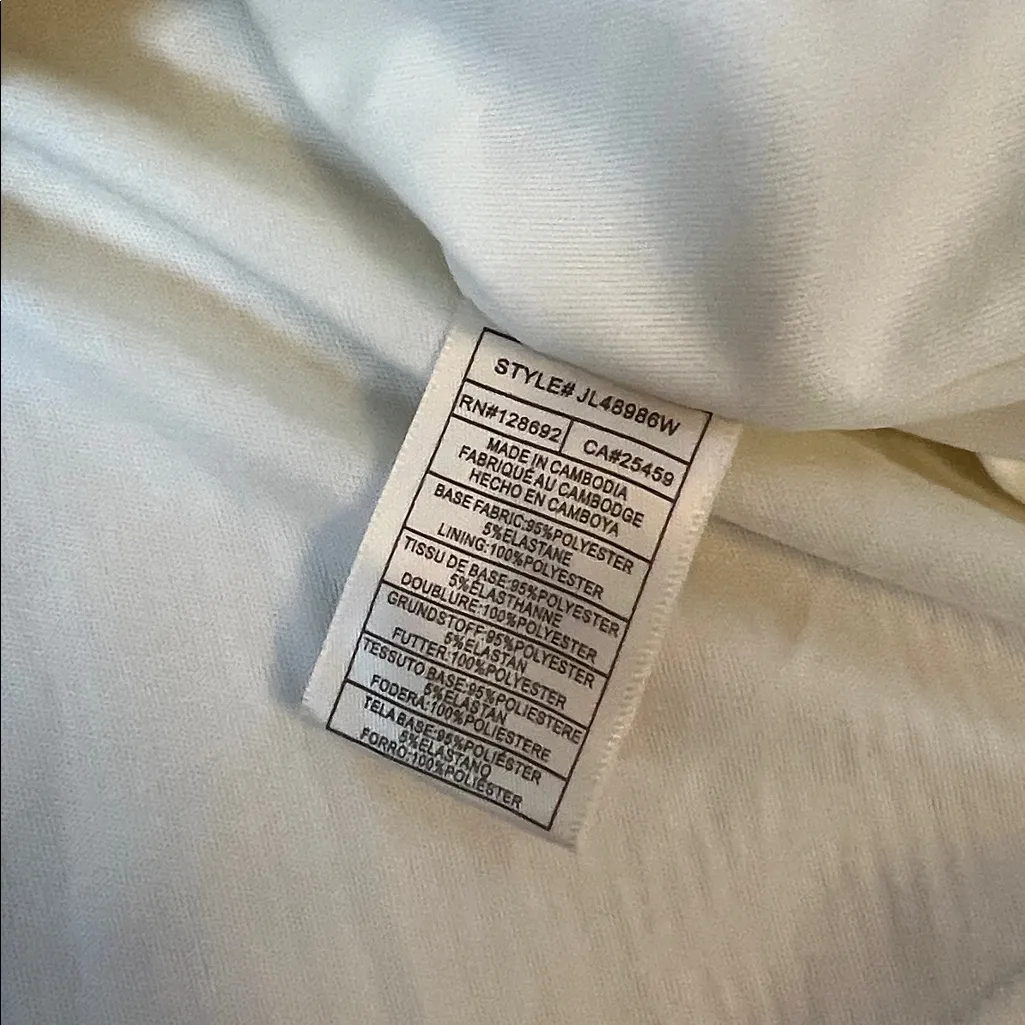 STYLE# JL48986W
RN#128692 CA#25459
MADE IN CAMBODIA
FABRIQUÉ AU CAMBODGE
HECHO EN CAMBOYA
BASE FABRIC:95%POLYESTER
5%ELASTANE
LINING:100%POLYESTER
TISSU DE BASE:95%POLYESTER
5%ÉLASTHANNE
DOUBLURE:100%POLYESTER
GRUNDSTOFF:95%POLYESTER
5%ELASTAN
FUTTER:100%POLYESTER
TESSUTO BASE:95%POLIESTERE
5%ELASTAN
FODERA:100%POLIESTERE
TELA BASE:95%POLIÉSTER
5%ELASTANO
FORRO:100%POLIÉSTER